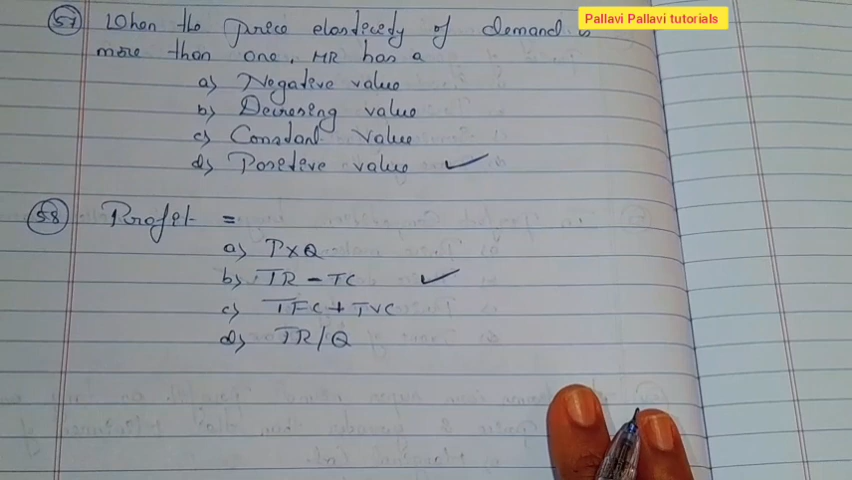 Pallavi Pallavi tutorials
57 When the price elasticity of demand is
more than one, MR has a
a) Negative value
b) Decresing value
c) Constant value
d) Positive value ✓
58 Profit =
a) P×Q
b) TR - TC ✓
c) TFC + TVC
d) TR/Q